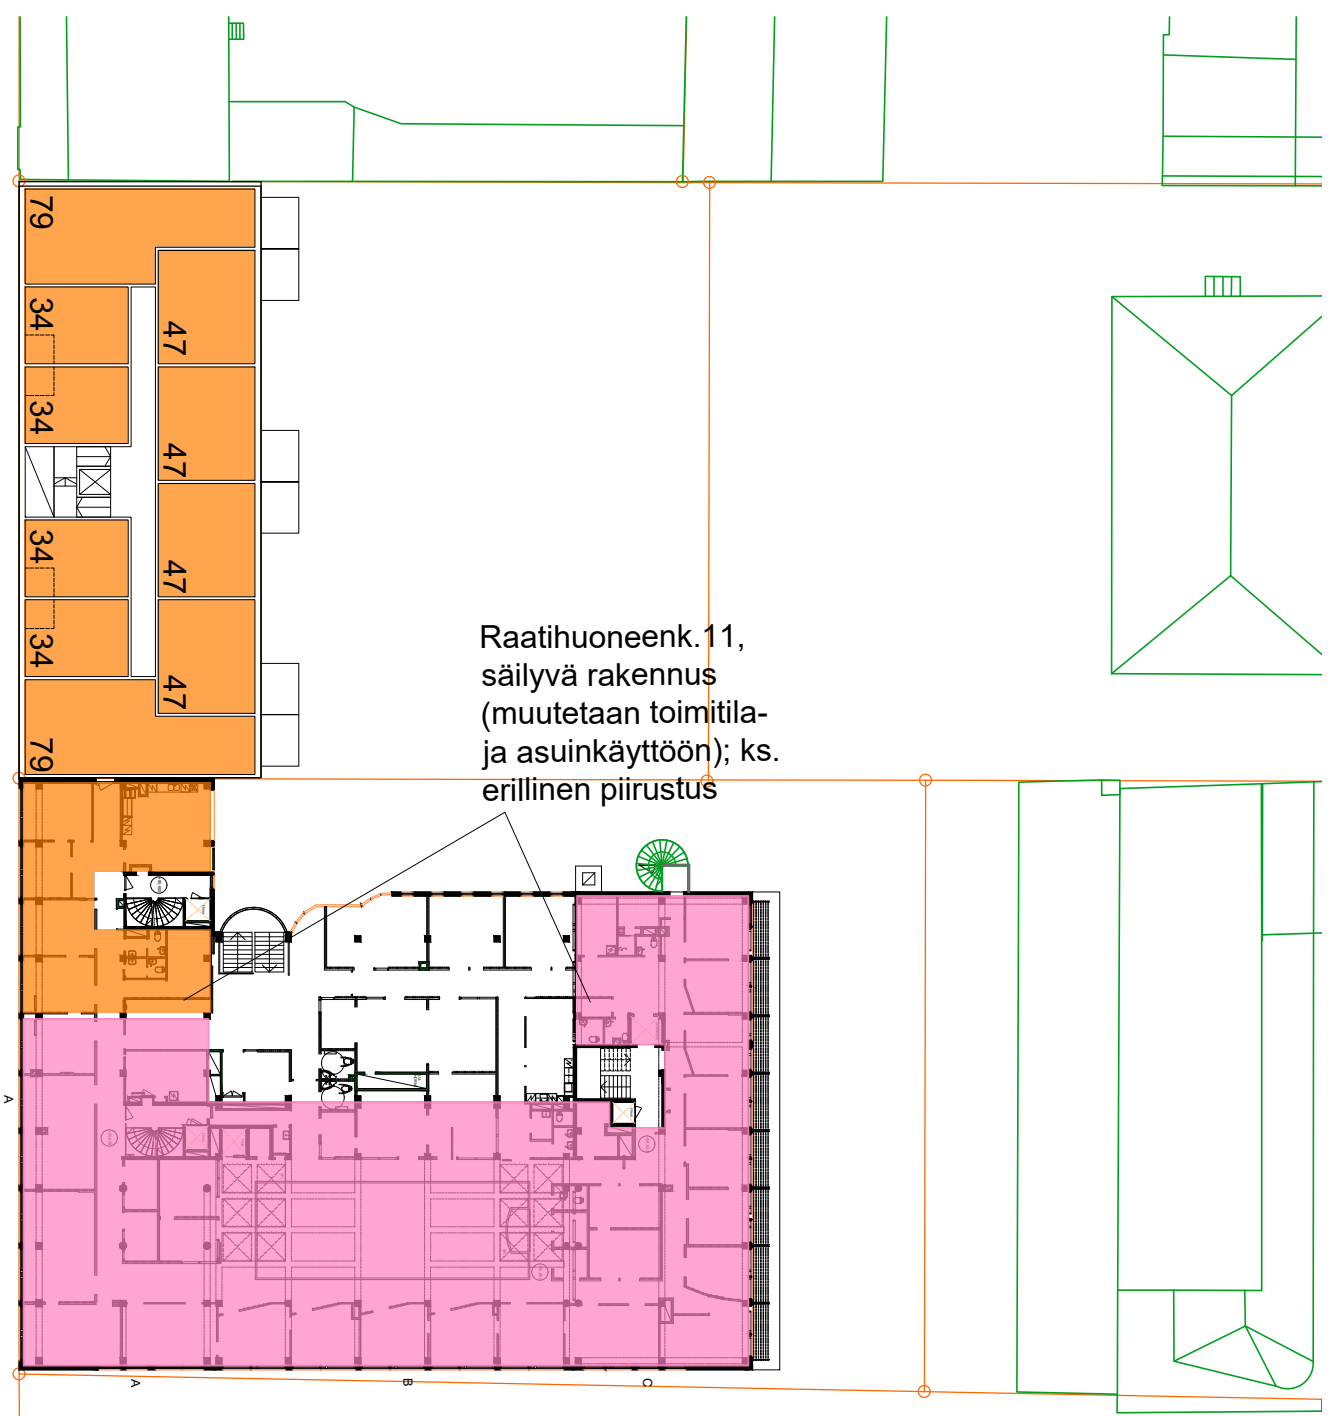 79
34
47
34
47
34
47
34
47
79
Raatihuoneenk.11,
säilyvä rakennus
(muutetaan toimitila-
ja asuinkäyttöön); ks.
erillinen piirustus
A
A
B
C